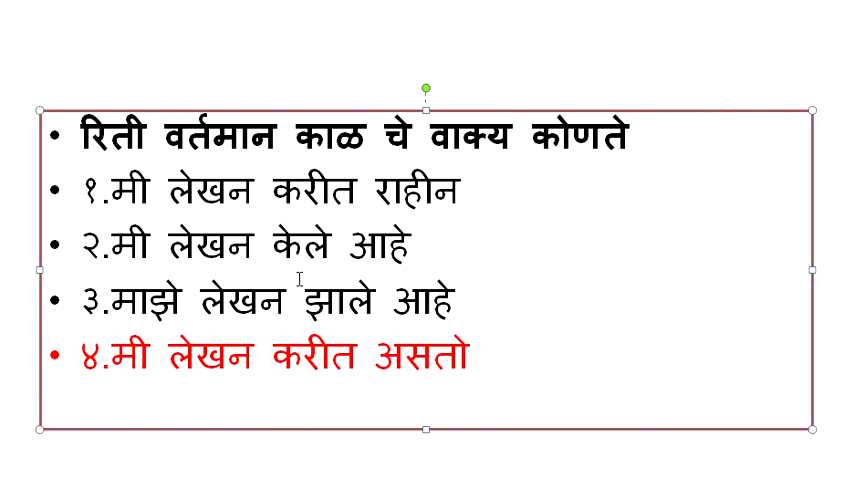 • रिती वर्तमान काळ चे वाक्य कोणते
• १.मी लेखन करीत राहीन
• २.मी लेखन केले आहे
• ३.माझे लेखन झाले आहे
• ४.मी लेखन करीत असतो